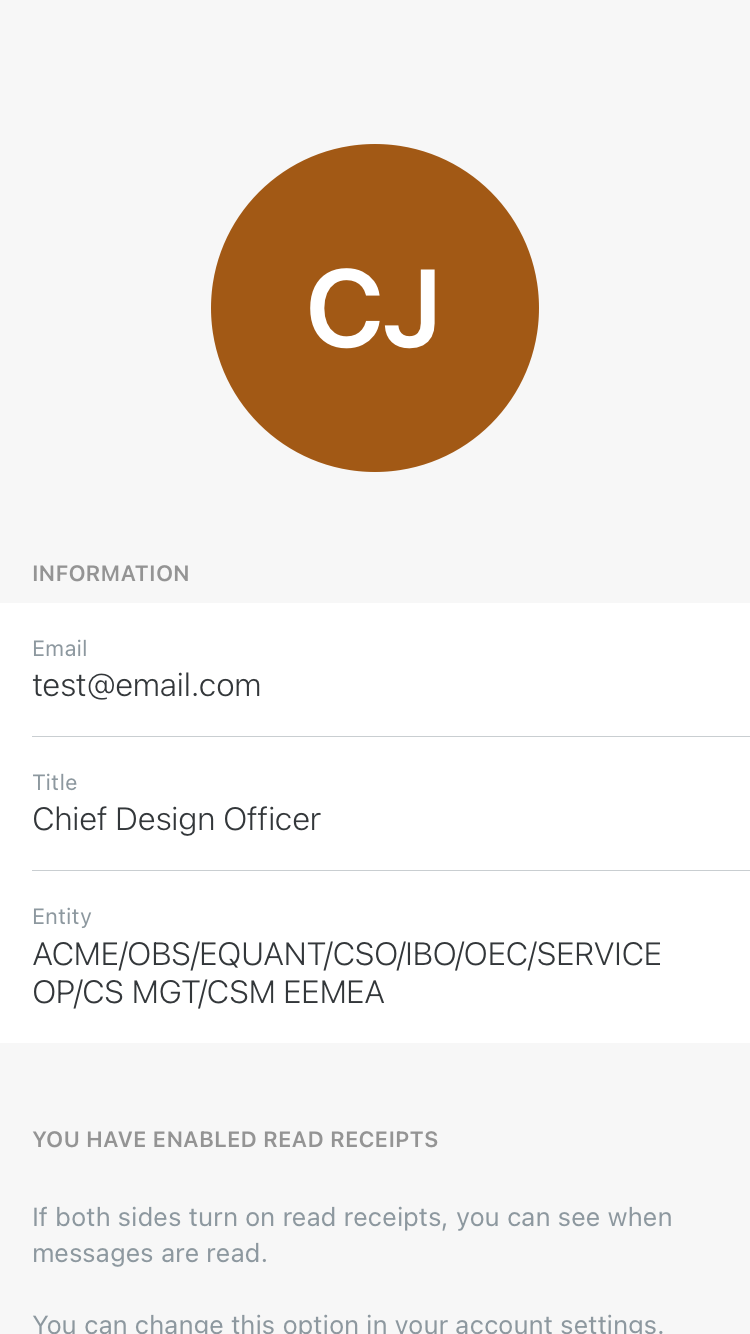 CJ
INFORMATION
Email
test@email.com
Title
Chief Design Officer
Entity
ACME/OBS/EQUANT/CSO/IBO/OEC/SERVICE
OP/CS MGT/CSM EEMEA
YOU HAVE ENABLED READ RECEIPTS
If both sides turn on read receipts, you can see when
messages are read.
You can change this option in your account settings.